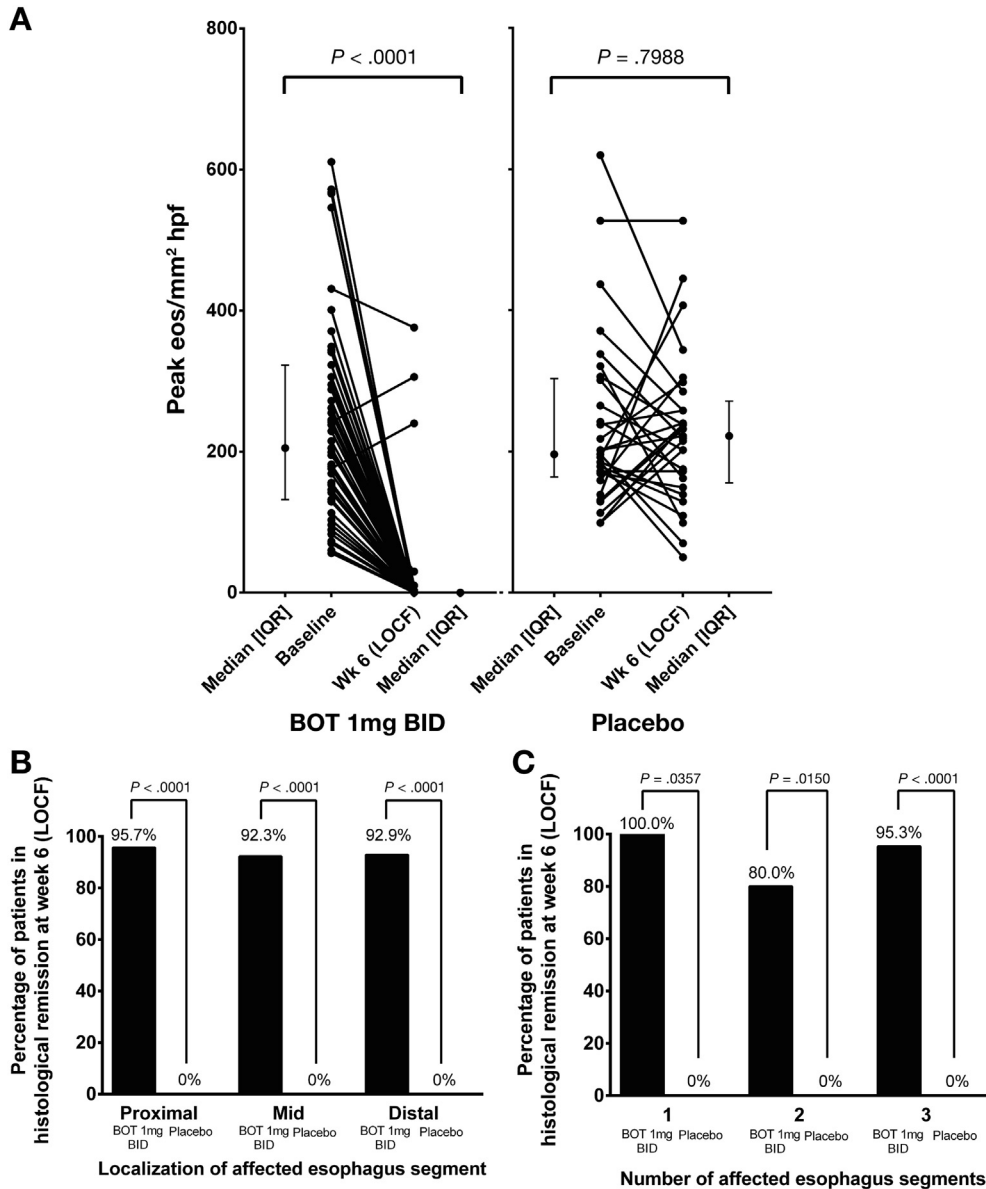 A
800
600
400
200
0
Peak eos/mm² hpf
P < .0001
P = .7988
Median [IQR]
Baseline
Wk 6 (LOCF)
Median [IQR]
Median [IQR]
Baseline
Wk 6 (LOCF)
Median [IQR]
BOT 1mg BID
Placebo
B
Percentage of patients in
histological remission at week 6 (LOCF)
100
80
60
40
20
0
P < .0001
P < .0001
P < .0001
95.7%
92.3%
92.9%
0%
0%
0%
Proximal
Mid
Distal
BOT 1mg
BID
Placebo
BOT 1mg
BID
Placebo
BOT 1mg
BID
Placebo
Localization of affected esophagus segment
C
Percentage of patients in
histological remission at week 6 (LOCF)
100
80
60
40
20
0
P = .0357
P = .0150
P < .0001
100.0%
80.0%
95.3%
0%
0%
0%
1
2
3
BOT 1mg
BID
Placebo
BOT 1mg
BID
Placebo
BOT 1mg
BID
Placebo
Number of affected esophagus segments